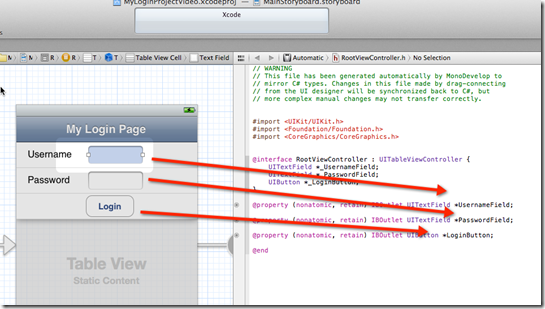 MyLoginProjectVideo.xcodeproj — MainStoryboard.storyboard
Xcode
M M T Table View Cell Text Field
Automatic RootViewController.h No Selection
My Login Page
Username
Password
Login
Table View
Static Content
// WARNING
// This file has been generated automatically by MonoDevelop to
// mirror C# types. Changes in this file made by drag-connecting
// from the UI designer will be synchronized back to C#, but
// more complex manual changes may not transfer correctly.
#import <UIKit/UIKit.h>
#import <Foundation/Foundation.h>
#import <CoreGraphics/CoreGraphics.h>
@interface RootViewController : UITableViewController {
UITextField *_UsernameField;
UITextField *_PasswordField;
UIButton *_LoginButton;
}
@property (nonatomic, retain) IBOutlet UITextField *UsernameField;
@property (nonatomic, retain) IBOutlet UITextField *PasswordField;
@property (nonatomic, retain) IBOutlet UIButton *LoginButton;
@end